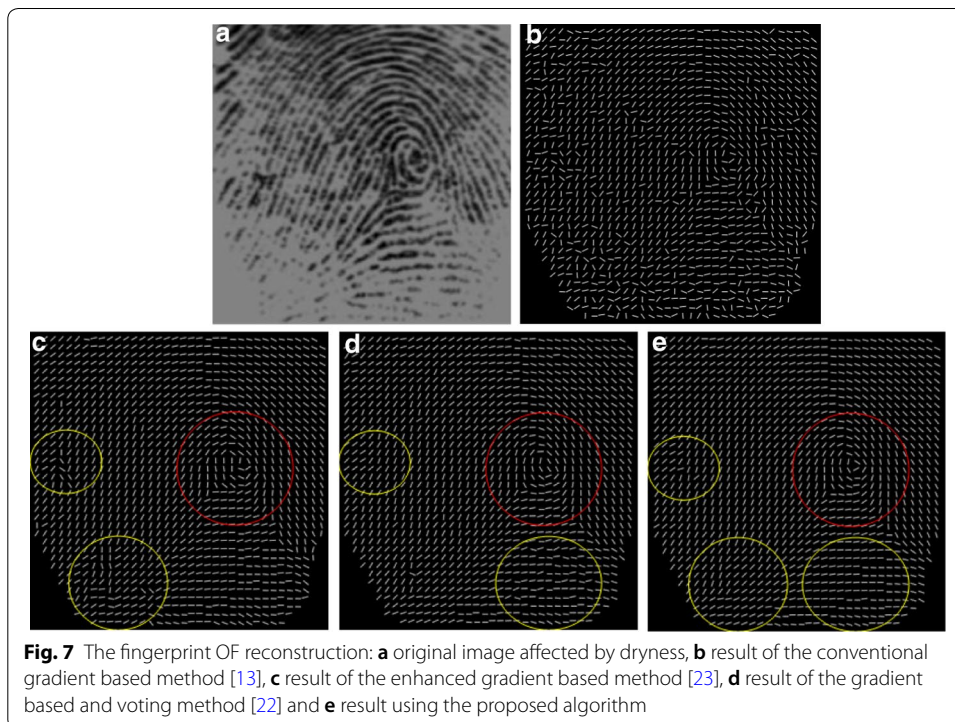 a
b
c
d
e
Fig. 7 The fingerprint OF reconstruction: a original image affected by dryness, b result of the conventional
gradient based method [13], c result of the enhanced gradient based method [23], d result of the gradient
based and voting method [22] and e result using the proposed algorithm